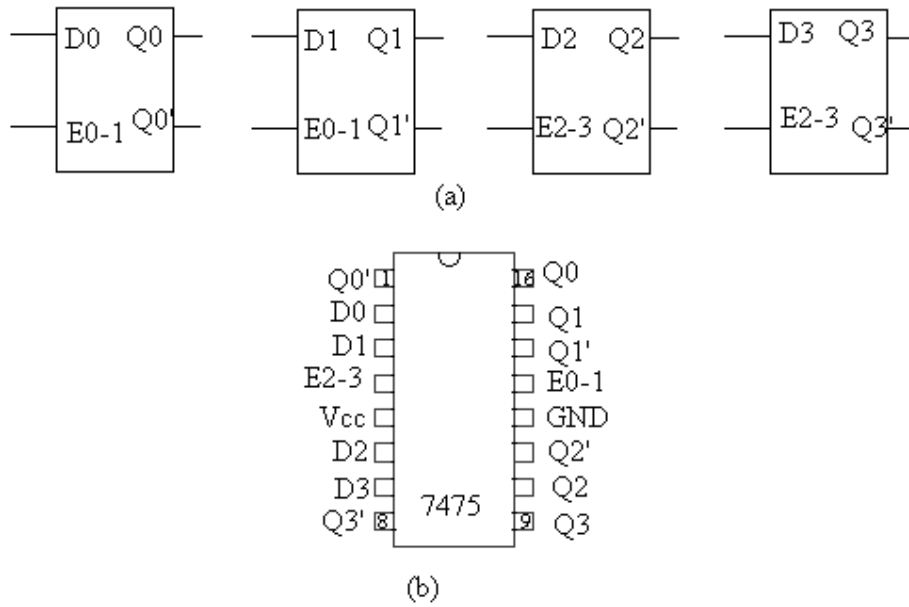 D0 Q0 D1 Q1 D2 Q2 D3 Q3
E0-1 Q0' E0-1 Q1' E2-3 Q2' E2-3 Q3'
(a)
Q0' 1 16 Q0
D0 Q1
D1 Q1'
E2-3 E0-1
Vcc GND
D2 Q2'
D3 7475 Q2
Q3' 8 9 Q3
(b)